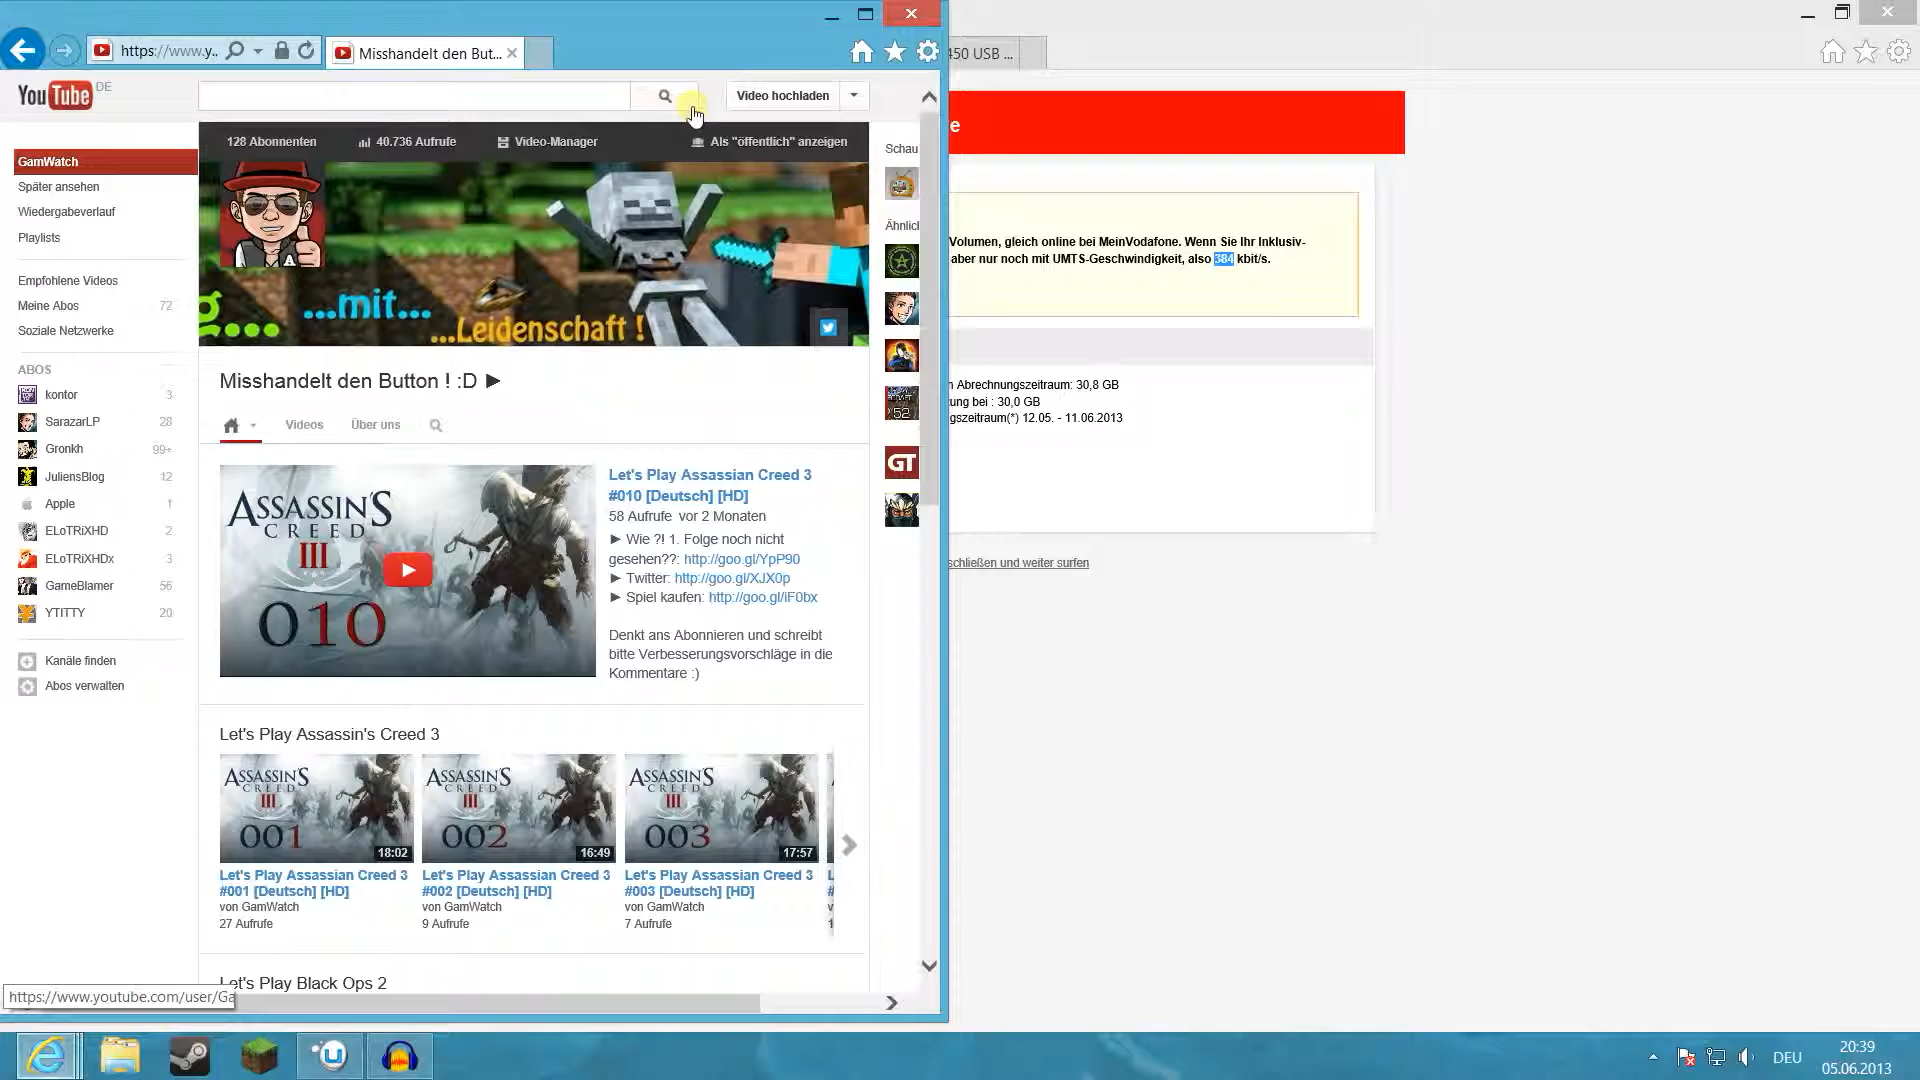 https://www.y..
Misshandelt den But...
450 USB ...
YouTube DE
Video hochladen
128 Abonnenten
40.736 Aufrufe
Video-Manager
Als "öffentlich" anzeigen
Schau
e
GamWatch
Später ansehen
Wiedergabeverlauf
Playlists
Empfohlene Videos
Meine Abos 72
Soziale Netzwerke
ABOS
kontor 3
SarazarLP 28
Gronkh 99+
JuliensBlog 12
Apple 1
ELoTRiXHD 2
ELoTRiXHDx 3
GameBlamer 56
YTITTY 20
Kanäle finden
Abos verwalten
A
g... ...mit... ...Leidenschaft !
Ähnlic
52
GT
Volumen, gleich online bei MeinVodafone. Wenn Sie Ihr Inklusiv-
aber nur noch mit UMTS-Geschwindigkeit, also 384 kbit/s.
n Abrechnungszeitraum: 30,8 GB
ung bei : 30,0 GB
gszeitraum(*) 12.05. - 11.06.2013
schließen und weiter surfen
Misshandelt den Button ! :D ►
Videos
Über uns
ASSASSIN'S
CREED
III
010
Let's Play Assassian Creed 3
#010 [Deutsch] [HD]
58 Aufrufe vor 2 Monaten
► Wie ?! 1. Folge noch nicht
gesehen??: http://goo.gl/YpP90
► Twitter: http://goo.gl/XJX0p
► Spiel kaufen: http://goo.gl/iF0bx
Denkt ans Abonnieren und schreibt
bitte Verbesserungsvorschläge in die
Kommentare :)
Let's Play Assassin's Creed 3
ASSASSIN'S
CREED
III
001
18:02
Let's Play Assassian Creed 3
#001 [Deutsch] [HD]
von GamWatch
27 Aufrufe
ASSASSIN'S
CREED
III
002
16:49
Let's Play Assassian Creed 3
#002 [Deutsch] [HD]
von GamWatch
9 Aufrufe
ASSASSIN'S
CREED
III
003
17:57
Let's Play Assassian Creed 3
#003 [Deutsch] [HD]
von GamWatch
7 Aufrufe
L
#
v
1
Let's Play Black Ops 2
https://www.youtube.com/user/Ga
DEU
20:39
05.06.2013